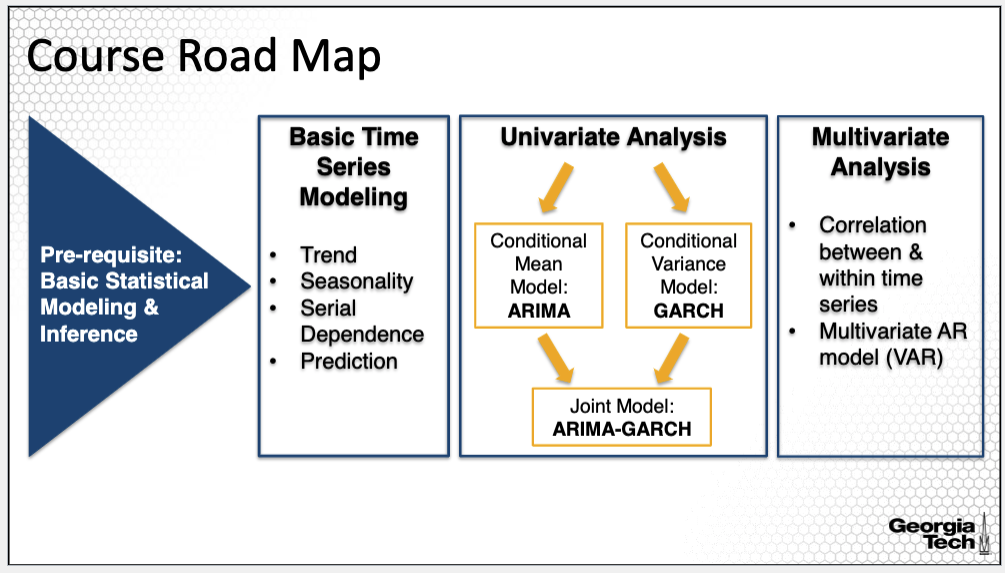 Course Road Map
Pre-requisite:
Basic Statistical
Modeling &
Inference
Basic Time
Series
Modeling
• Trend
• Seasonality
• Serial
Dependence
• Prediction
Univariate Analysis
Conditional
Mean
Model:
ARIMA
Conditional
Variance
Model:
GARCH
Joint Model:
ARIMA-GARCH
Multivariate
Analysis
• Correlation
between &
within time
series
• Multivariate AR
model (VAR)
Georgia
Tech